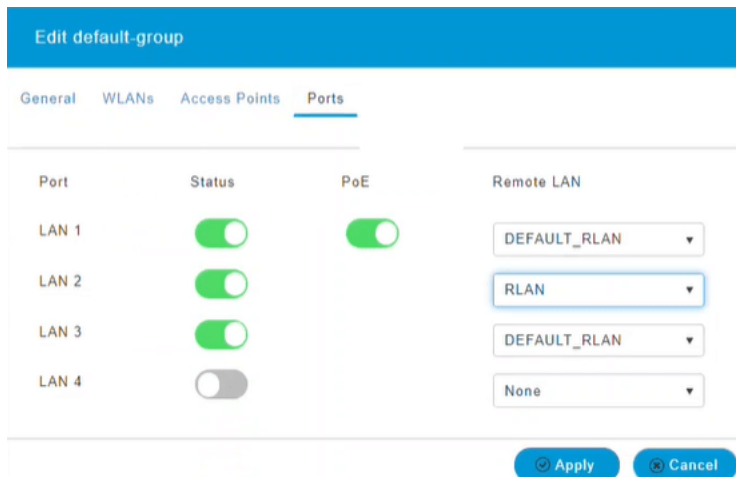 Edit default-group
General WLANs Access Points Ports
Port Status PoE Remote LAN
LAN 1 DEFAULT_RLAN
LAN 2 RLAN
LAN 3 DEFAULT_RLAN
LAN 4 None
Apply Cancel